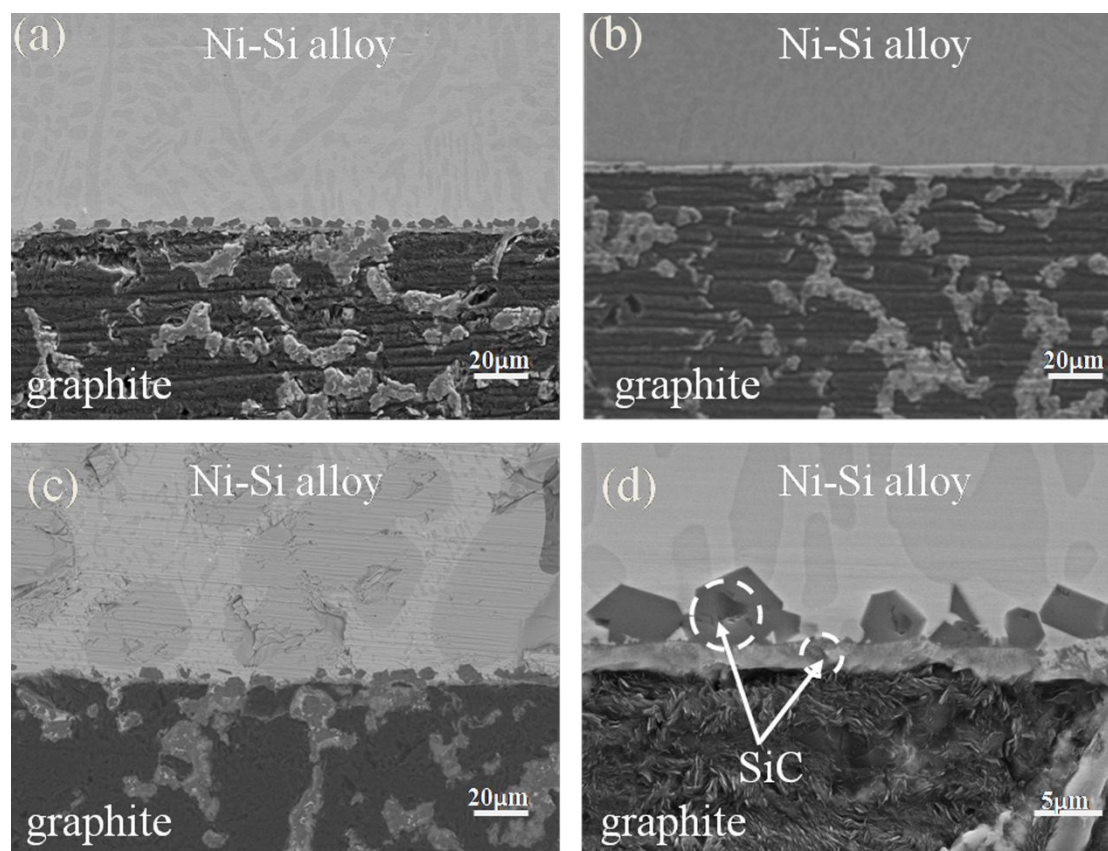 (a)
Ni-Si alloy
graphite
20μm
(b)
Ni-Si alloy
graphite
20μm
(c)
Ni-Si alloy
graphite
20μm
(d)
Ni-Si alloy
SiC
graphite
5μm